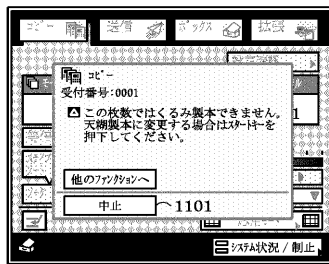 コピー
送信
ボックス
拡張
コピー
受付番号:0001
この枚数ではくるみ製本できません。
天糊製本に変更する場合はスタートキーを
押下してください。
他のファンクションへ
中止
1101
システム状況 / 制止